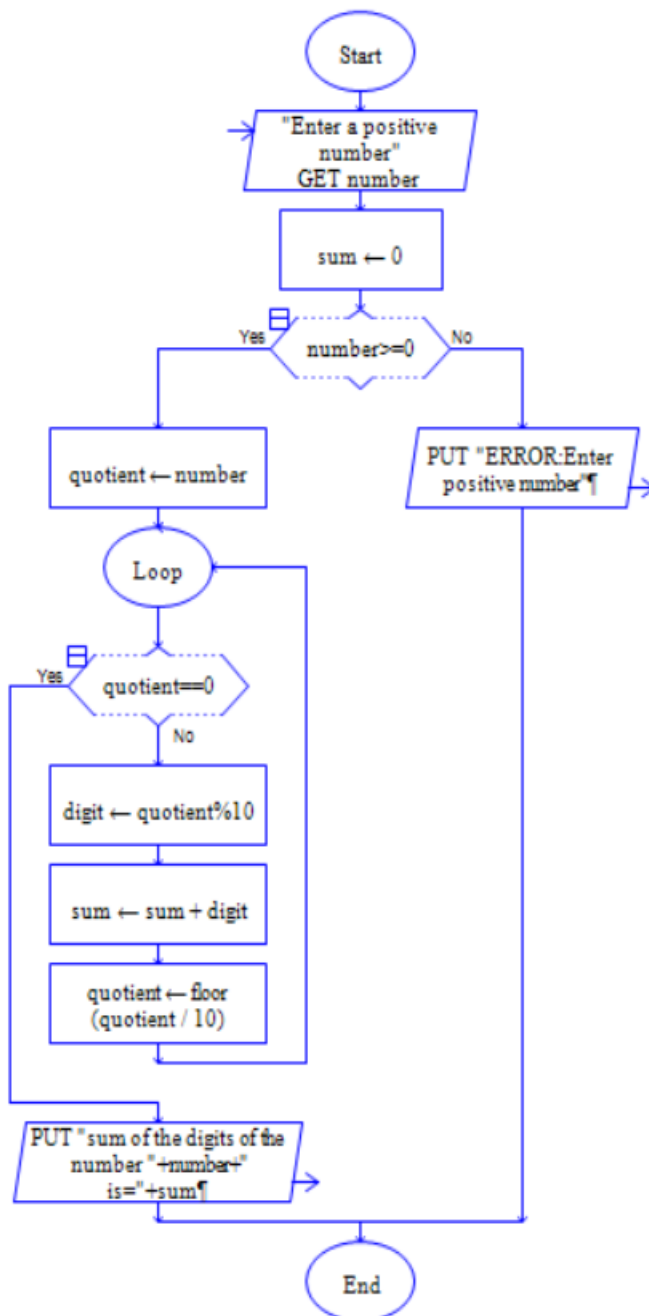 Start
"Enter a positive
number"
GET number
sum ← 0
Yes
number>=0
No
quotient ← number
PUT "ERROR:Enter
positive number"¶
Loop
Yes
quotient==0
No
digit ← quotient%10
sum ← sum + digit
quotient ← floor
(quotient / 10)
PUT "sum of the digits of the
number "+number+"
is="+sum¶
End